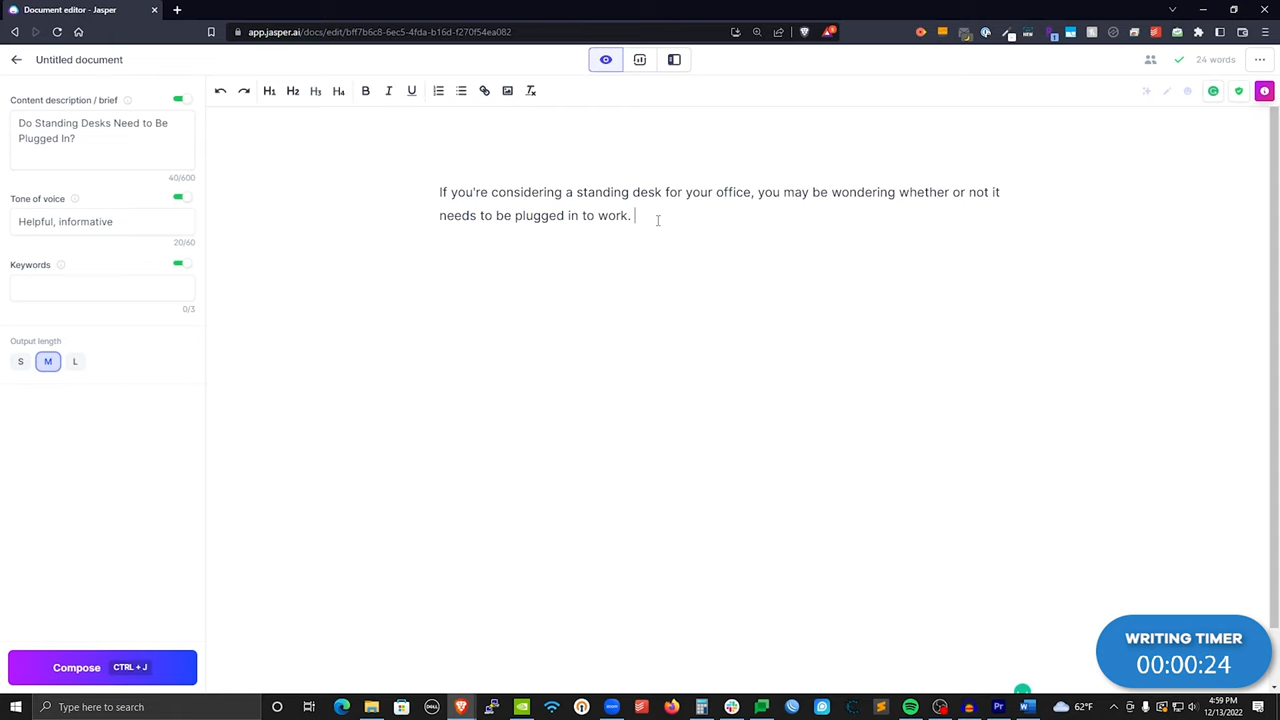 Document editor - Jasper
app.jasper.ai/docs/edit/bff7b6c8-6ec5-4fda-b16d-f270f54ea082
Untitled document
24 words
H1 H2 H3 H4 B I U
Content description / brief
Do Standing Desks Need to Be
Plugged In?
40/600
Tone of voice
Helpful, informative
20/60
Keywords
0/3
Output length
S M L
If you're considering a standing desk for your office, you may be wondering whether or not it
needs to be plugged in to work.
Compose CTRL + J
WRITING TIMER
00:00:24
Type here to search
62°F
4:59 PM
12/13/2022